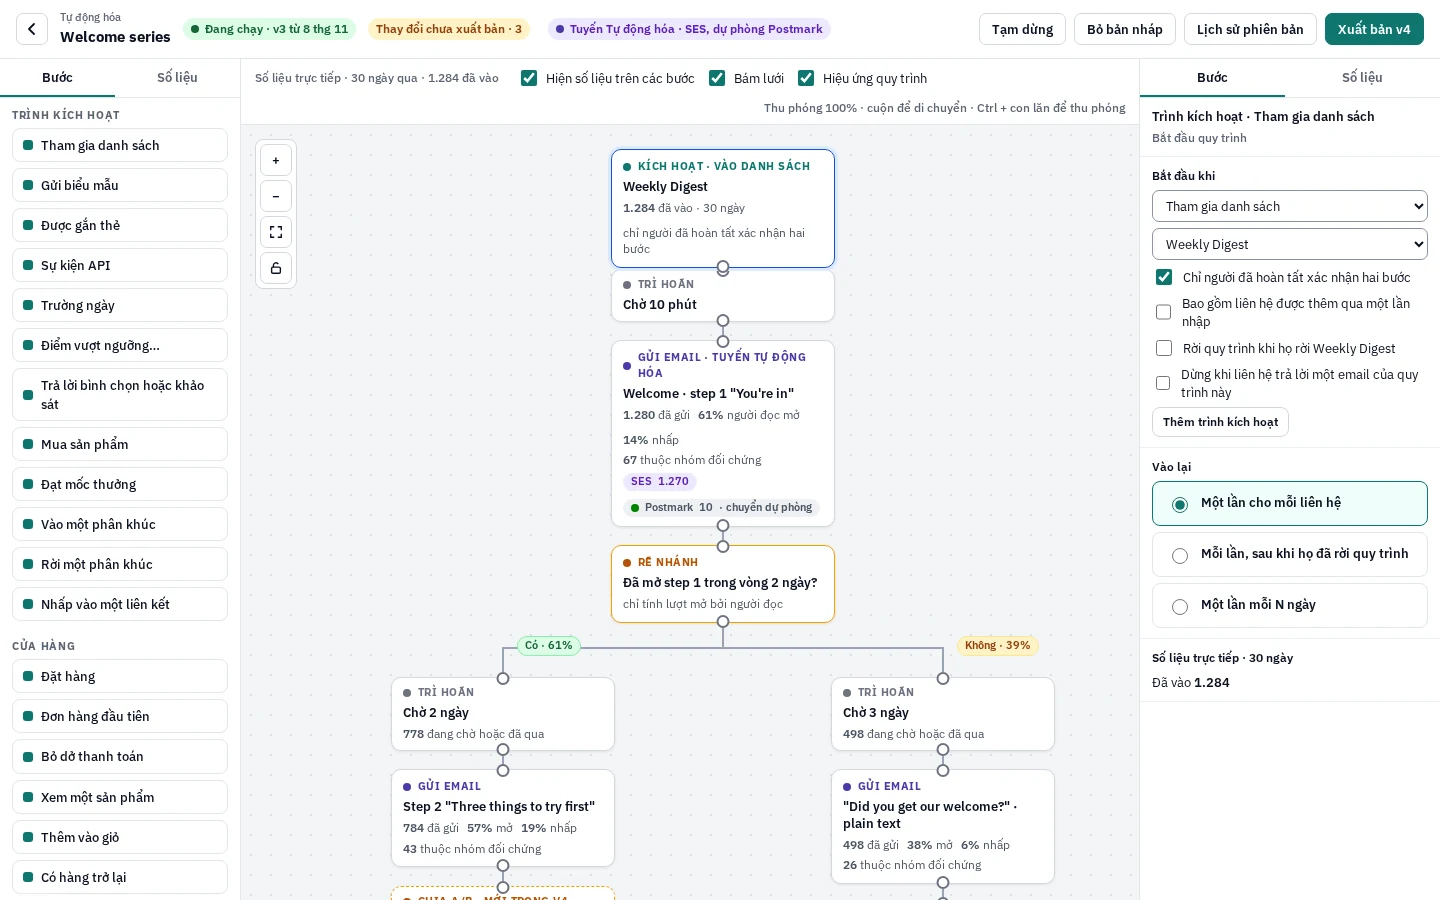 Tự động hóa
Welcome series
Đang chạy · v3 từ 8 thg 11
Thay đổi chưa xuất bản · 3
Tuyến Tự động hóa · SES, dự phòng Postmark
Tạm dừng
Bỏ bản nháp
Lịch sử phiên bản
Xuất bản v4
Bước
Số liệu
TRÌNH KÍCH HOẠT
Tham gia danh sách
Gửi biểu mẫu
Được gắn thẻ
Sự kiện API
Trường ngày
Điểm vượt ngưỡng…
Trả lời bình chọn hoặc khảo
sát
Mua sản phẩm
Đạt mốc thưởng
Vào một phân khúc
Rời một phân khúc
Nhấp vào một liên kết
CỬA HÀNG
Đặt hàng
Đơn hàng đầu tiên
Bỏ dở thanh toán
Xem một sản phẩm
Thêm vào giỏ
Có hàng trở lại
Số liệu trực tiếp · 30 ngày qua · 1.284 đã vào
Hiện số liệu trên các bước
Bám lưới
Hiệu ứng quy trình
Thu phóng 100% · cuộn để di chuyển · Ctrl + con lăn để thu phóng
+
−
KÍCH HOẠT · VÀO DANH SÁCH
Weekly Digest
1.284 đã vào · 30 ngày
chỉ người đã hoàn tất xác nhận hai
bước
TRÌ HOÃN
Chờ 10 phút
GỬI EMAIL · TUYẾN TỰ ĐỘNG
HÓA
Welcome · step 1 "You're in"
1.280 đã gửi 61% người đọc mở
14% nhấp
67 thuộc nhóm đối chứng
SES 1.270
Postmark 10 · chuyển dự phòng
RẼ NHÁNH
Đã mở step 1 trong vòng 2 ngày?
chỉ tính lượt mở bởi người đọc
Có · 61%
Không · 39%
TRÌ HOÃN
Chờ 2 ngày
778 đang chờ hoặc đã qua
GỬI EMAIL
Step 2 "Three things to try first"
784 đã gửi 57% mở 19% nhấp
43 thuộc nhóm đối chứng
CHIA A/B · MỚI TRONG V4
TRÌ HOÃN
Chờ 3 ngày
498 đang chờ hoặc đã qua
GỬI EMAIL
"Did you get our welcome?" ·
plain text
498 đã gửi 38% mở 6% nhấp
26 thuộc nhóm đối chứng
Bước
Số liệu
Trình kích hoạt · Tham gia danh sách
Bắt đầu quy trình
Bắt đầu khi
Tham gia danh sách
Weekly Digest
Chỉ người đã hoàn tất xác nhận hai bước
Bao gồm liên hệ được thêm qua một lần
nhập
Rời quy trình khi họ rời Weekly Digest
Dừng khi liên hệ trả lời một email của quy
trình này
Thêm trình kích hoạt
Vào lại
Một lần cho mỗi liên hệ
Mỗi lần, sau khi họ đã rời quy trình
Một lần mỗi N ngày
Số liệu trực tiếp · 30 ngày
Đã vào 1.284